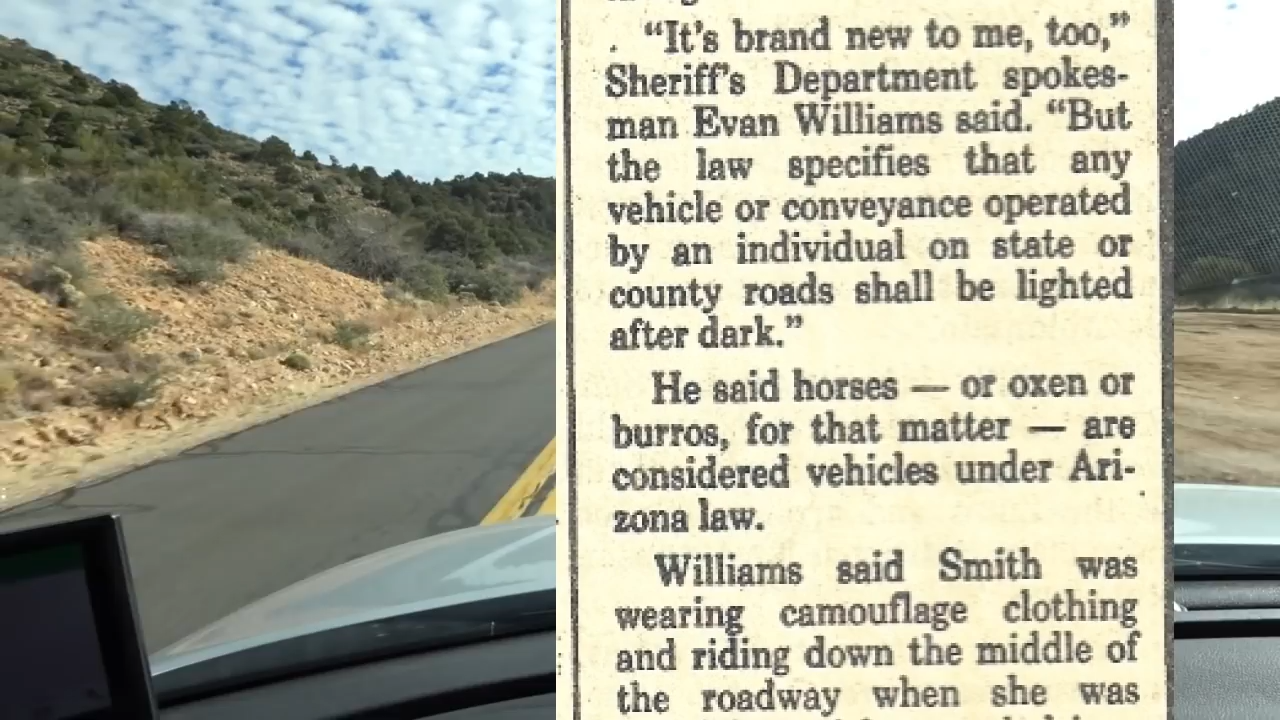 . “It's brand new to me, too,”
Sheriff's Department spokes-
man Evan Williams said. “But
the law specifies that any
vehicle or conveyance operated
by an individual on state or
county roads shall be lighted
after dark.”
He said horses — or oxen or
burros, for that matter — are
considered vehicles under Ari-
zona law.
Williams said Smith was
wearing camouflage clothing
and riding down the middle of
the roadway when she was